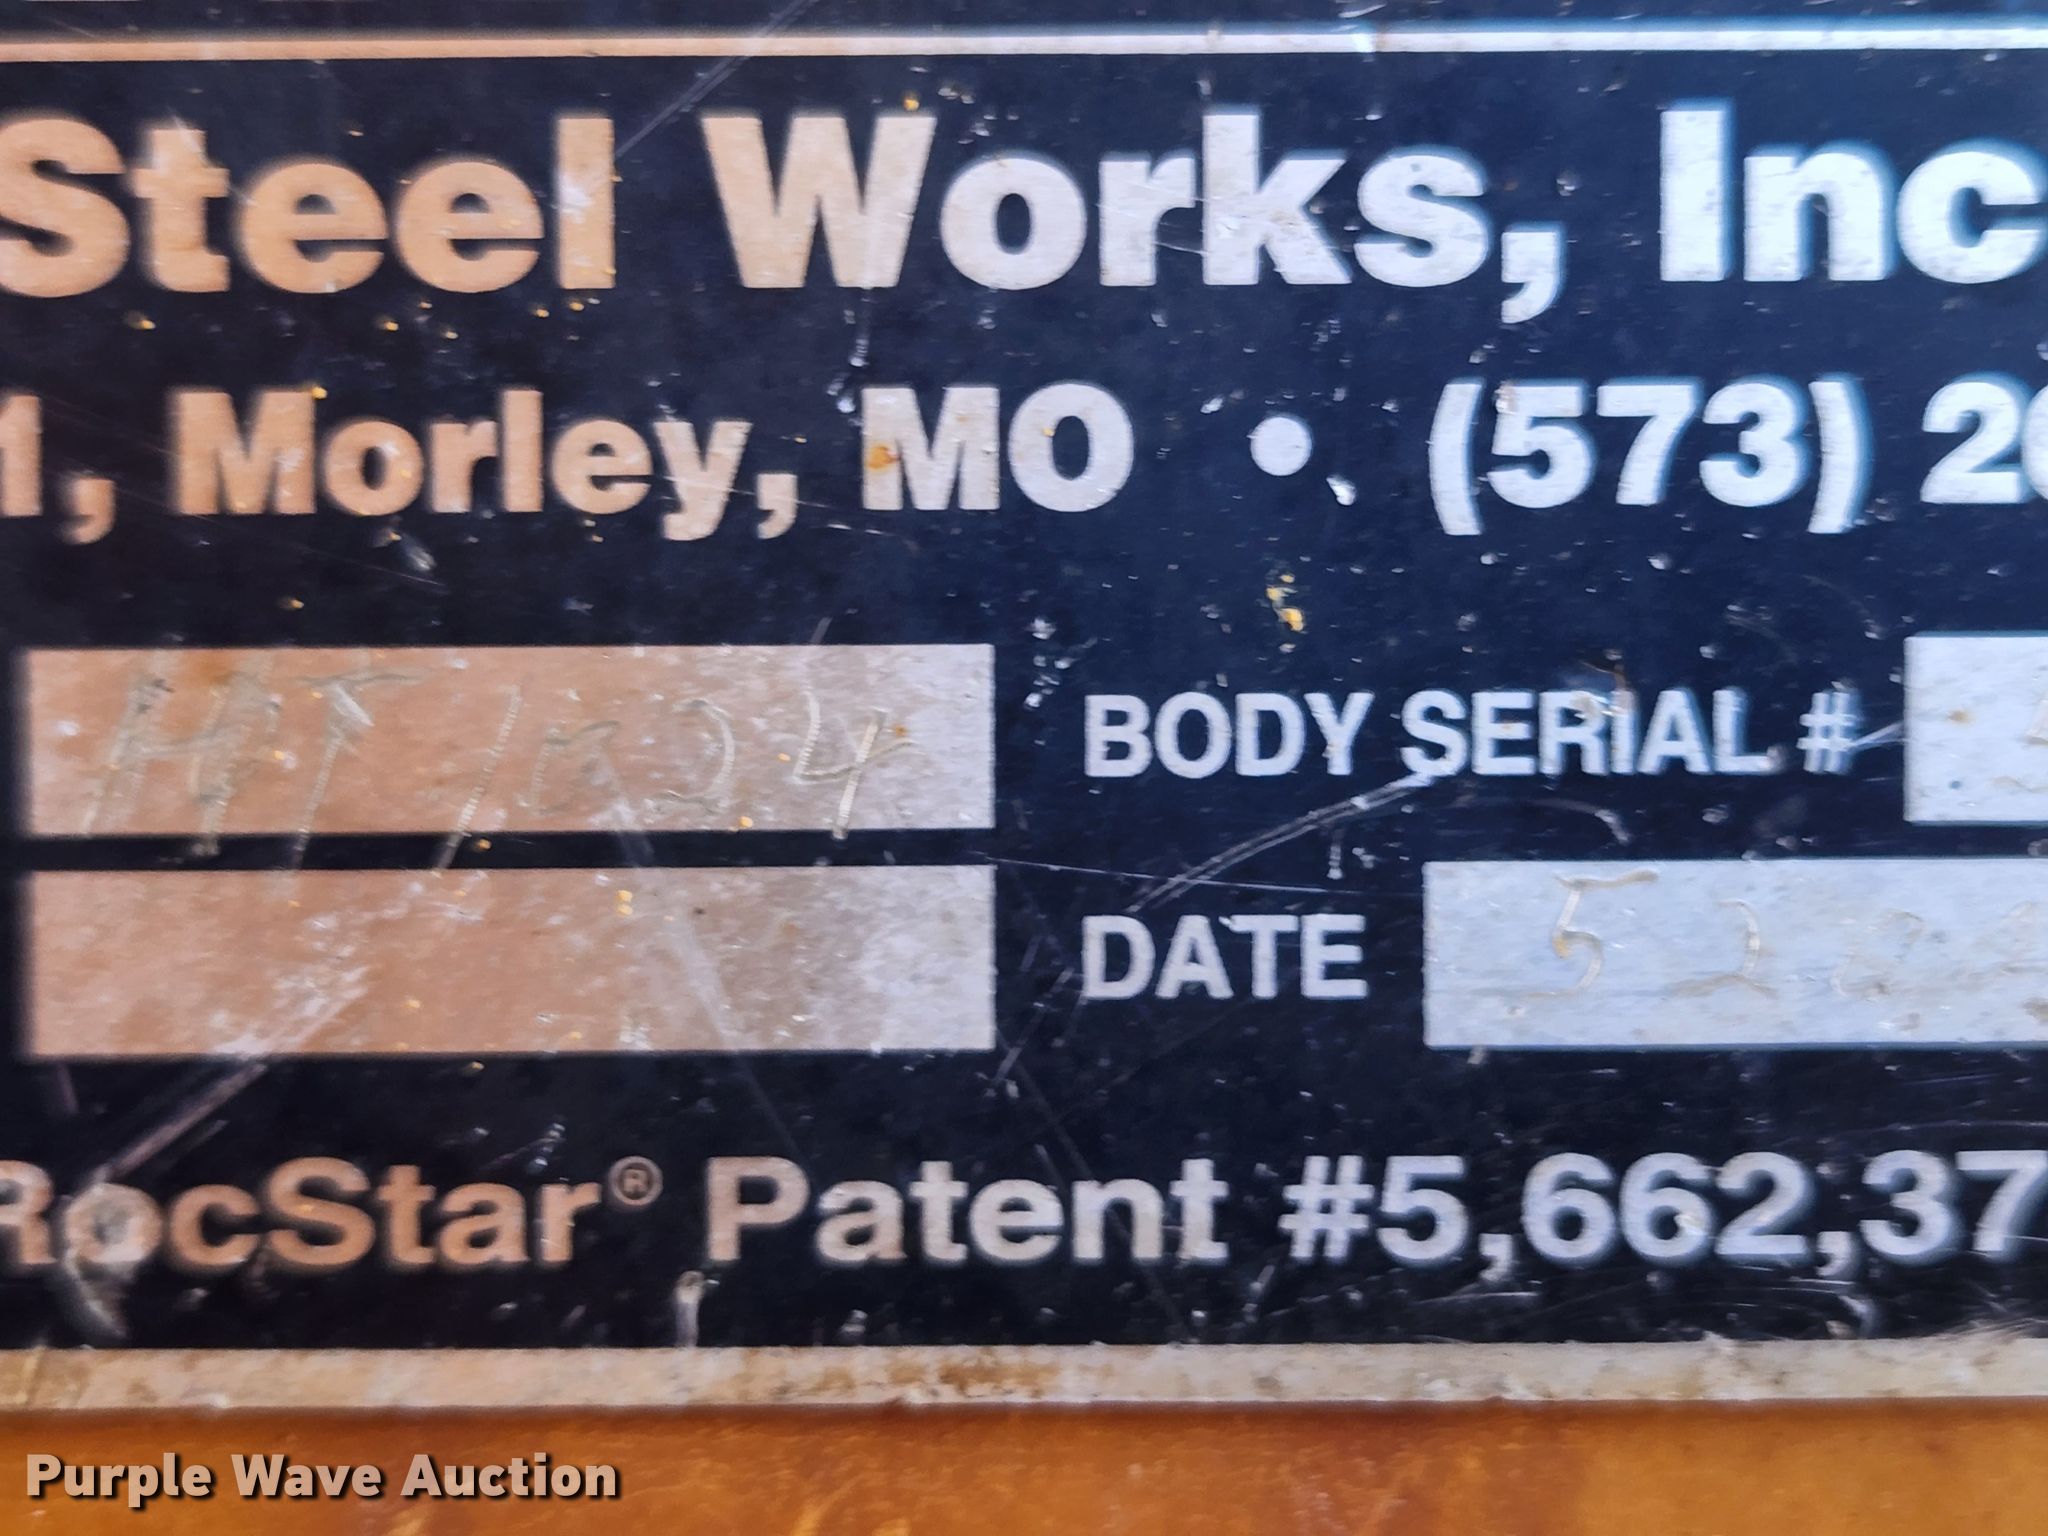 Steel Works, Inc
1, Morley, MO • (573) 2
BODY SERIAL #
DATE 5
RocStar® Patent #5,662,37
Purple Wave Auction